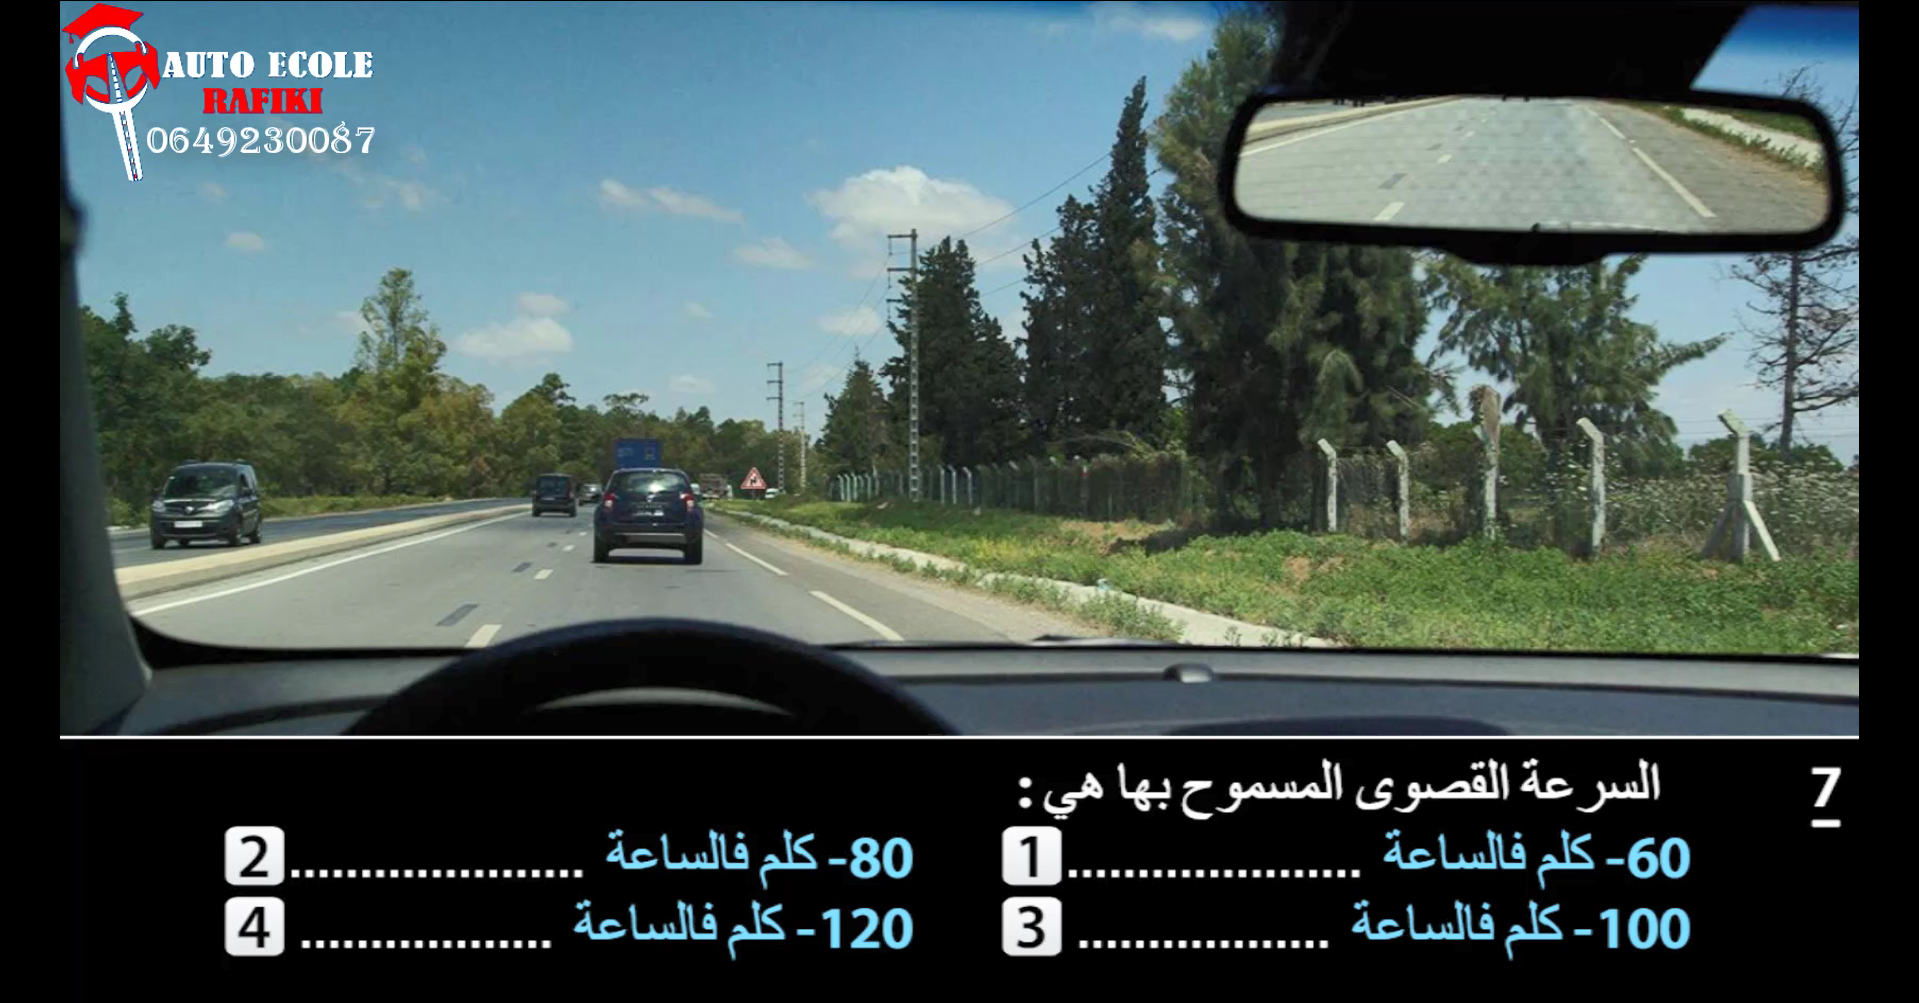 AUTO ECOLE
RAFIKI
0649230087
7 السرعة القصوى المسموح بها هي :
60- كلم فالساعة ..................... 1
80- كلم فالساعة ..................... 2
100- كلم فالساعة .................. 3
120- كلم فالساعة .................. 4